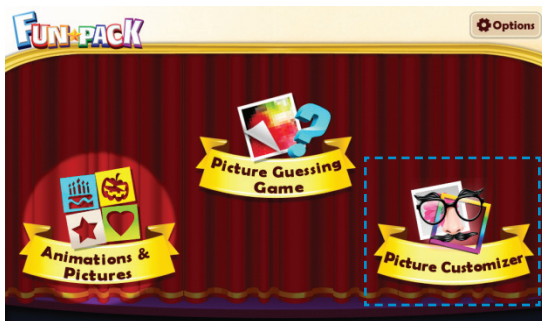 FUN PACK
Options
Picture Guessing
Game
Animations &
Pictures
Picture Customizer